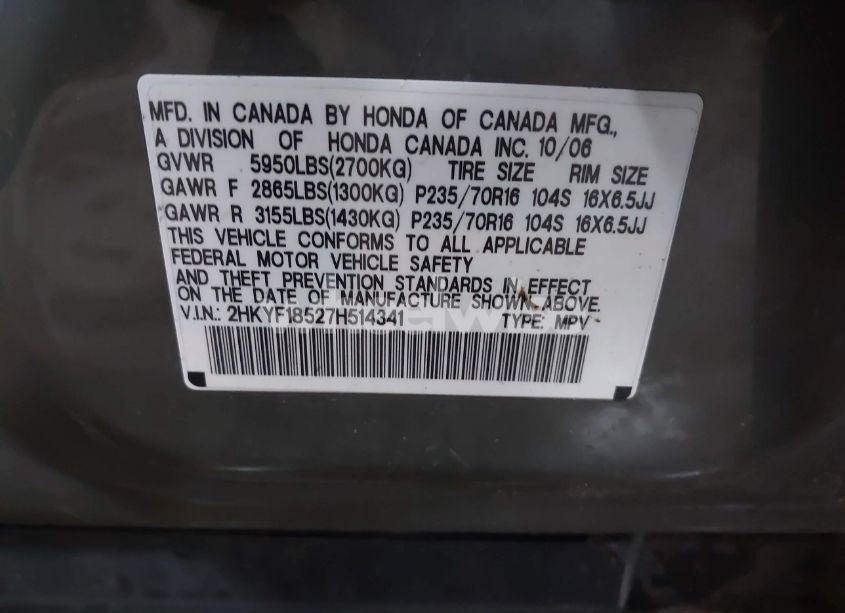 MFD. IN CANADA BY HONDA OF CANADA MFG.,
A DIVISION OF HONDA CANADA INC. 10/06
GVWR 5950LBS(2700KG) TIRE SIZE RIM SIZE
GAWR F 2865LBS(1300KG) P235/70R16 104S 16X6.5JJ
GAWR R 3155LBS(1430KG) P235/70R16 104S 16X6.5JJ
THIS VEHICLE CONFORMS TO ALL APPLICABLE
FEDERAL MOTOR VEHICLE SAFETY
AND THEFT PREVENTION STANDARDS IN EFFECT
ON THE DATE OF MANUFACTURE SHOWN ABOVE.
V.I.N.: 2HKYF18527H514341 TYPE: MPV